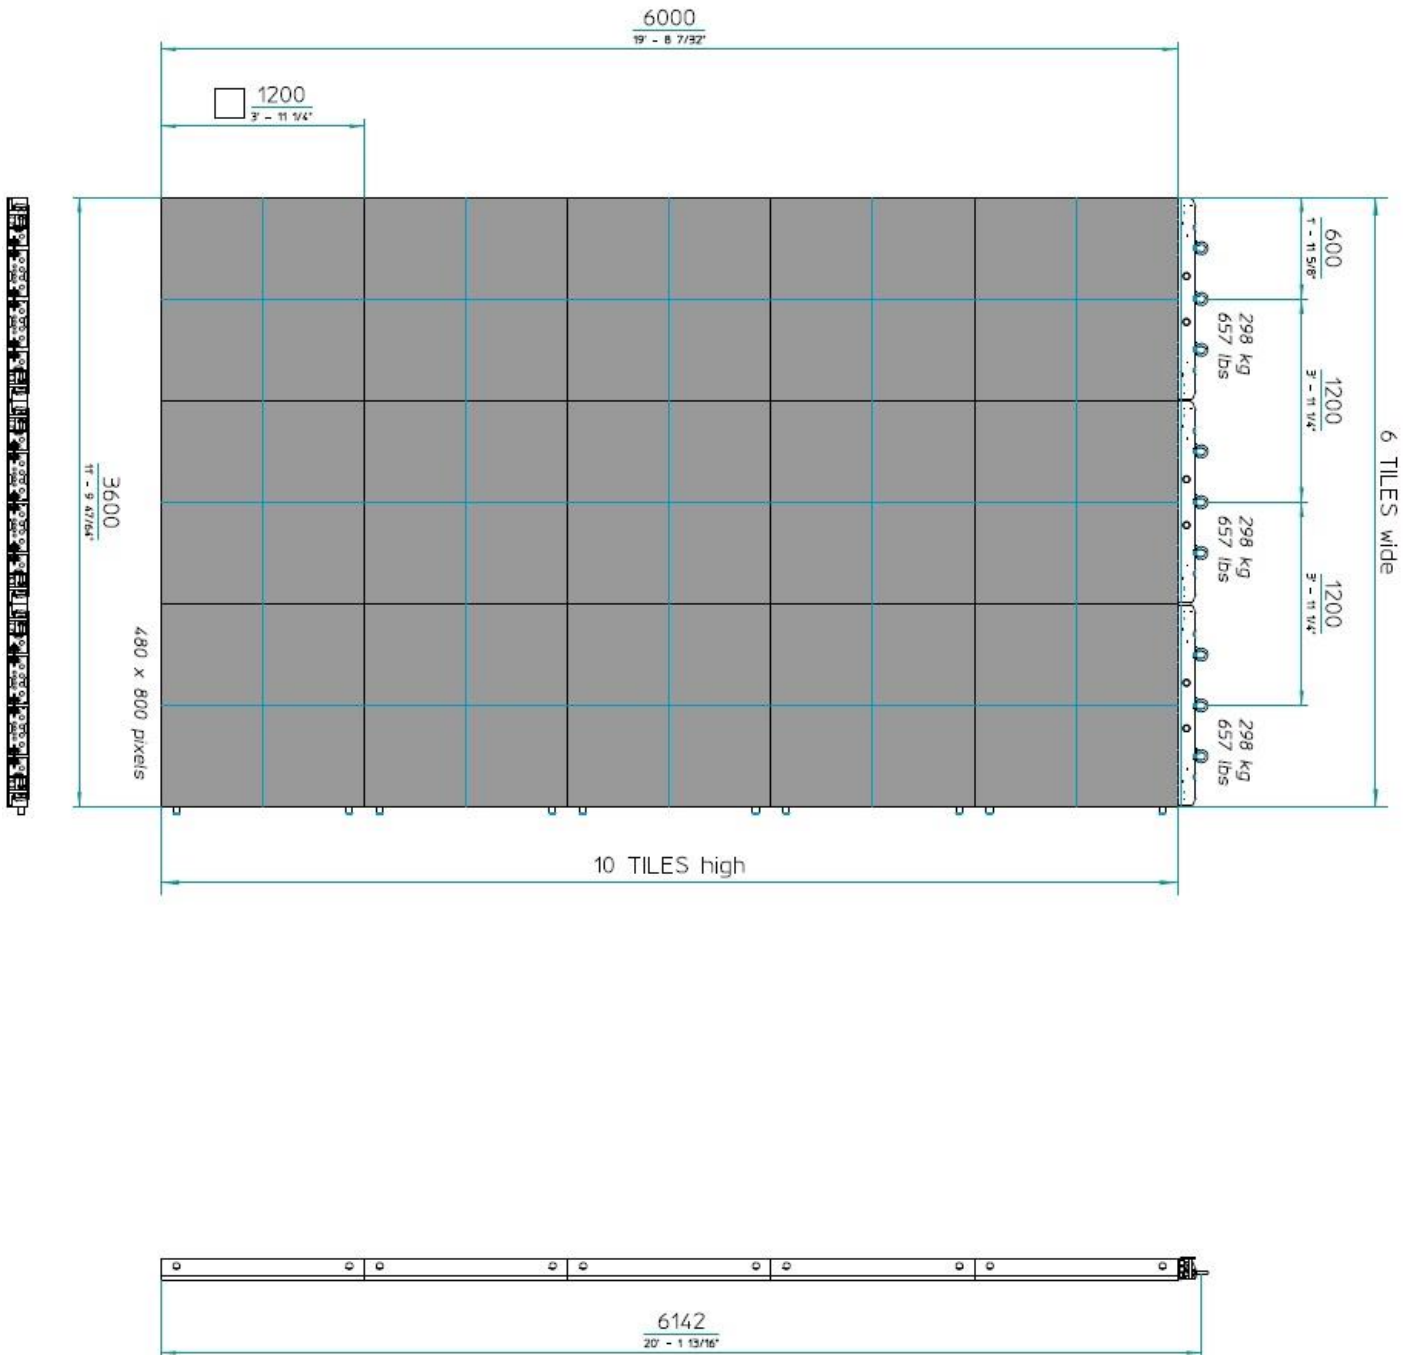 6000
19' - 8 7/32"
1200
3' - 11 1/4"
600
1' - 11 5/8"
298 kg
657 lbs
1200
3' - 11 1/4"
6 TILES wide
298 kg
657 lbs
1200
3' - 11 1/4"
298 kg
657 lbs
3600
11' - 9 47/64"
480 x 800 pixels
10 TILES high
6142
20' - 1 13/16"